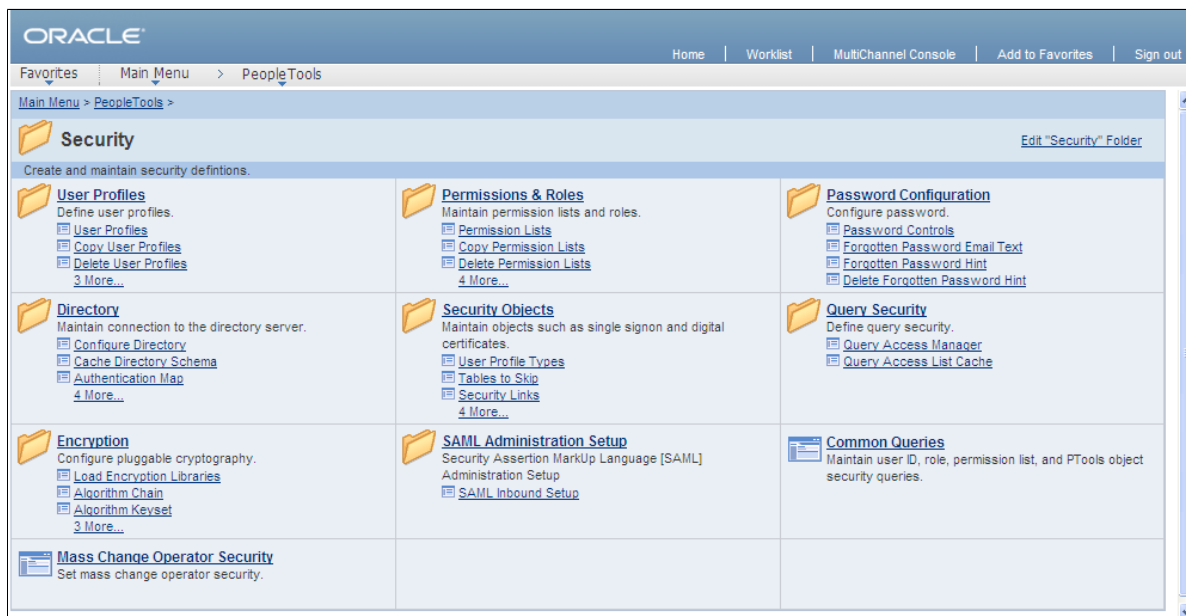 ORACLE
Home | Worklist | MultiChannel Console | Add to Favorites | Sign out
Favorites Main Menu > PeopleTools
Main Menu > PeopleTools >
Security
Edit "Security" Folder
Create and maintain security defintions.
User Profiles
Define user profiles.
User Profiles
Copy User Profiles
Delete User Profiles
3 More...
Permissions & Roles
Maintain permission lists and roles.
Permission Lists
Copy Permission Lists
Delete Permission Lists
4 More...
Password Configuration
Configure password.
Password Controls
Forgotten Password Email Text
Forgotten Password Hint
Delete Forgotten Password Hint
Directory
Maintain connection to the directory server.
Configure Directory
Cache Directory Schema
Authentication Map
4 More...
Security Objects
Maintain objects such as single signon and digital
certificates.
User Profile Types
Tables to Skip
Security Links
4 More...
Query Security
Define query security.
Query Access Manager
Query Access List Cache
Encryption
Configure pluggable cryptography.
Load Encryption Libraries
Algorithm Chain
Algorithm Keyset
3 More...
SAML Administration Setup
Security Assertion MarkUp Language [SAML]
Administration Setup
SAML Inbound Setup
Common Queries
Maintain user ID, role, permission list, and PTools object
security queries.
Mass Change Operator Security
Set mass change operator security.